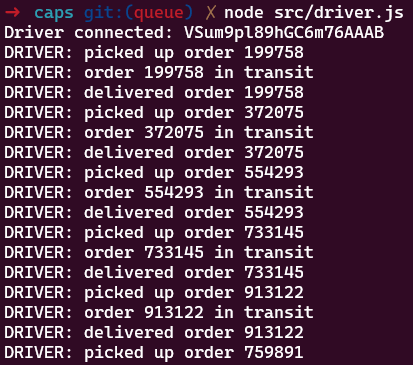 → caps git:(queue) ✗ node src/driver.js
Driver connected: VSum9pl89hGC6m76AAAB
DRIVER: picked up order 199758
DRIVER: order 199758 in transit
DRIVER: delivered order 199758
DRIVER: picked up order 372075
DRIVER: order 372075 in transit
DRIVER: delivered order 372075
DRIVER: picked up order 554293
DRIVER: order 554293 in transit
DRIVER: delivered order 554293
DRIVER: picked up order 733145
DRIVER: order 733145 in transit
DRIVER: delivered order 733145
DRIVER: picked up order 913122
DRIVER: order 913122 in transit
DRIVER: delivered order 913122
DRIVER: picked up order 759891